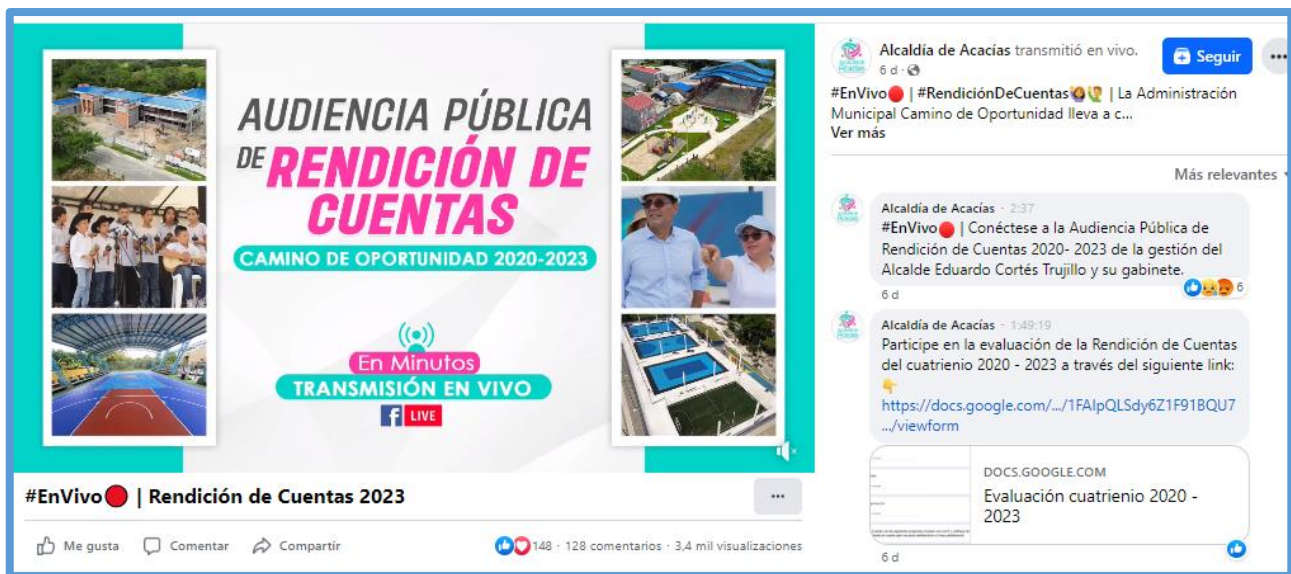 AUDIENCIA PÚBLICA
DE RENDICIÓN DE
CUENTAS
CAMINO DE OPORTUNIDAD 2020-2023
En Minutos
TRANSMISIÓN EN VIVO
f LIVE
#EnVivo🔴 | Rendición de Cuentas 2023
...
Me gusta Comentar Compartir
148 · 128 comentarios · 3,4 mil visualizaciones
Alcaldía de Acacías transmitió en vivo.
6 d ·
Seguir
#EnVivo🔴 | #RendiciónDeCuentas | La Administración
Municipal Camino de Oportunidad lleva a c...
Ver más
Más relevantes
Alcaldía de Acacías · 2:37
#EnVivo🔴 | Conéctese a la Audiencia Pública de
Rendición de Cuentas 2020- 2023 de la gestión del
Alcalde Eduardo Cortés Trujillo y su gabinete.
6
6 d
Alcaldía de Acacías · 1:49:19
Participe en la evaluación de la Rendición de Cuentas
del cuatrienio 2020 - 2023 a través del siguiente link:
👇
https://docs.google.com/.../1FAIpQLSdy6Z1F91BQU7
.../viewform
DOCS.GOOGLE.COM
Evaluación cuatrienio 2020 -
2023
6 d